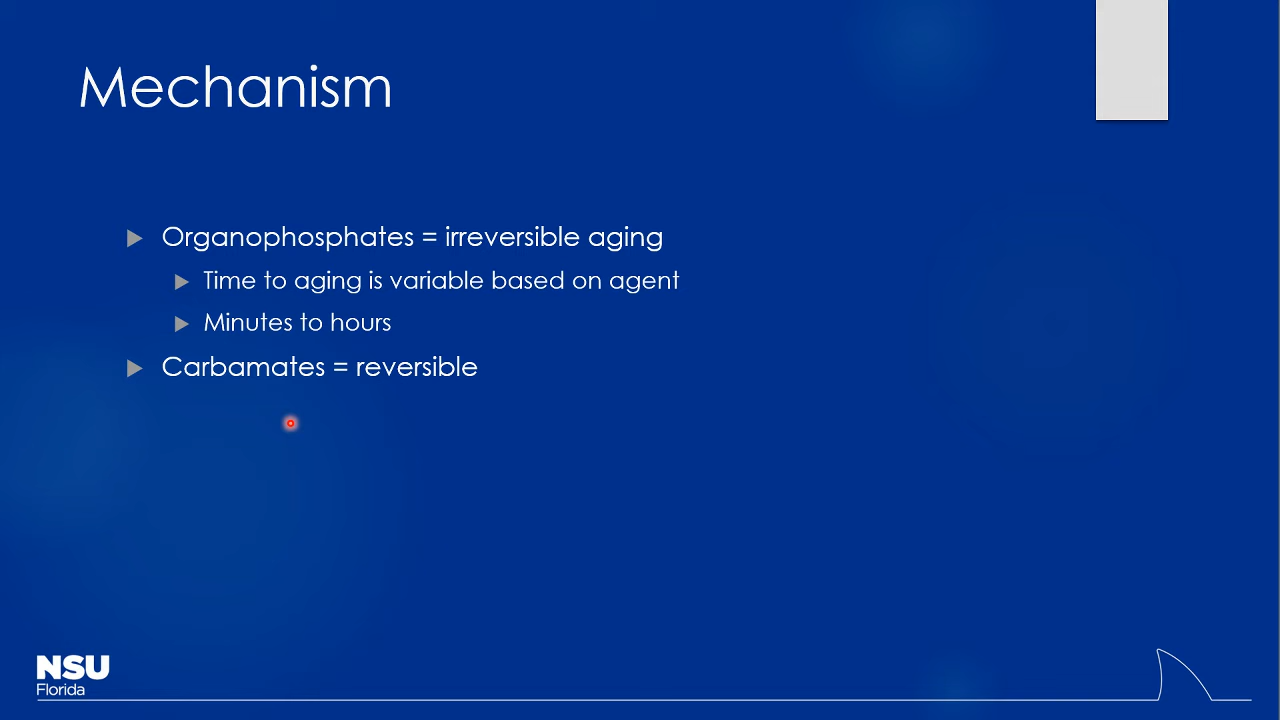 Mechanism
Organophosphates = irreversible aging
Time to aging is variable based on agent
Minutes to hours
Carbamates = reversible
NSU
Florida